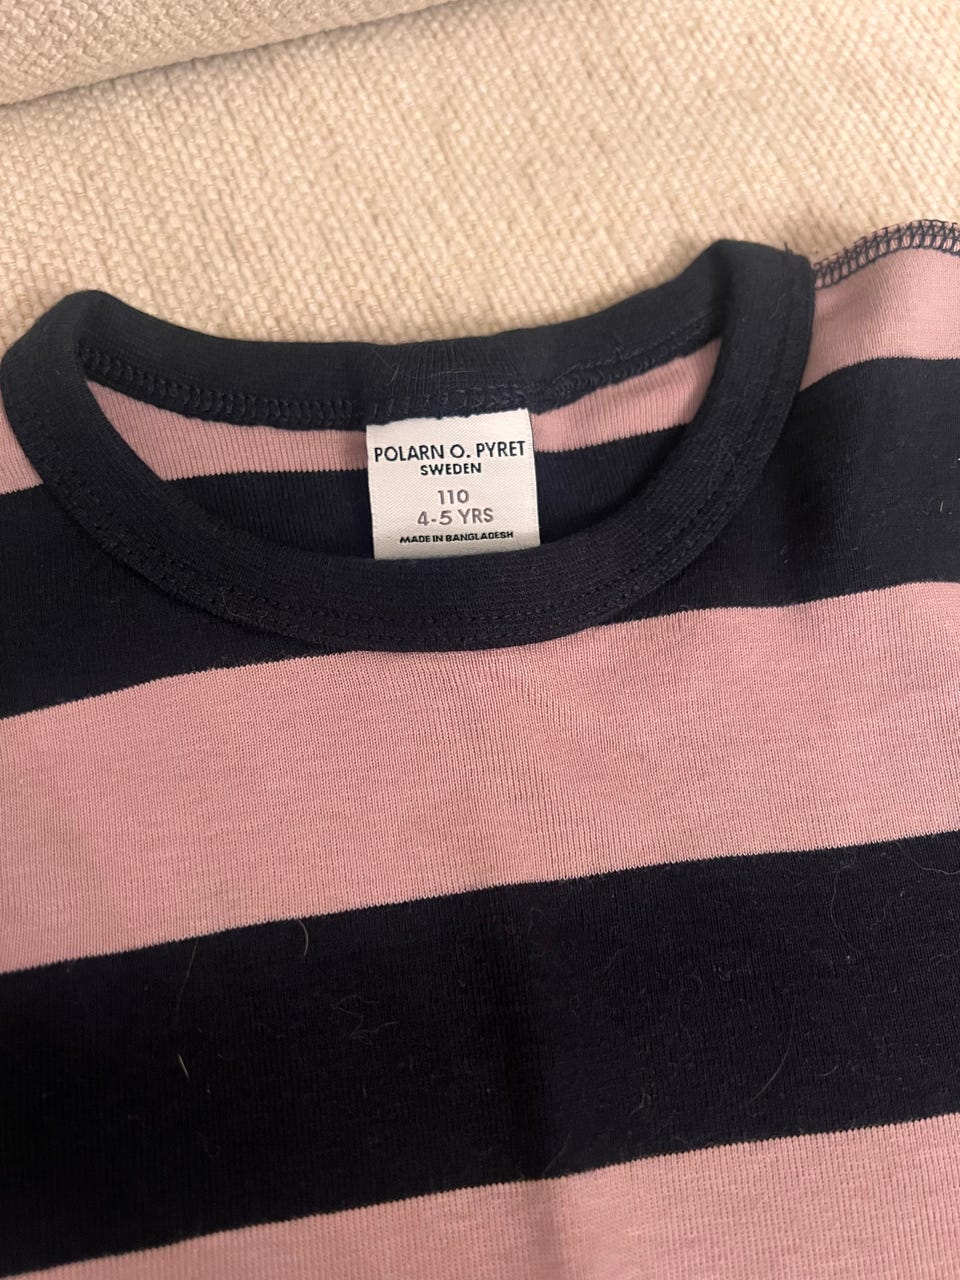 POLARN O. PYRET
SWEDEN
110
4-5 YRS
MADE IN BANGLADESH